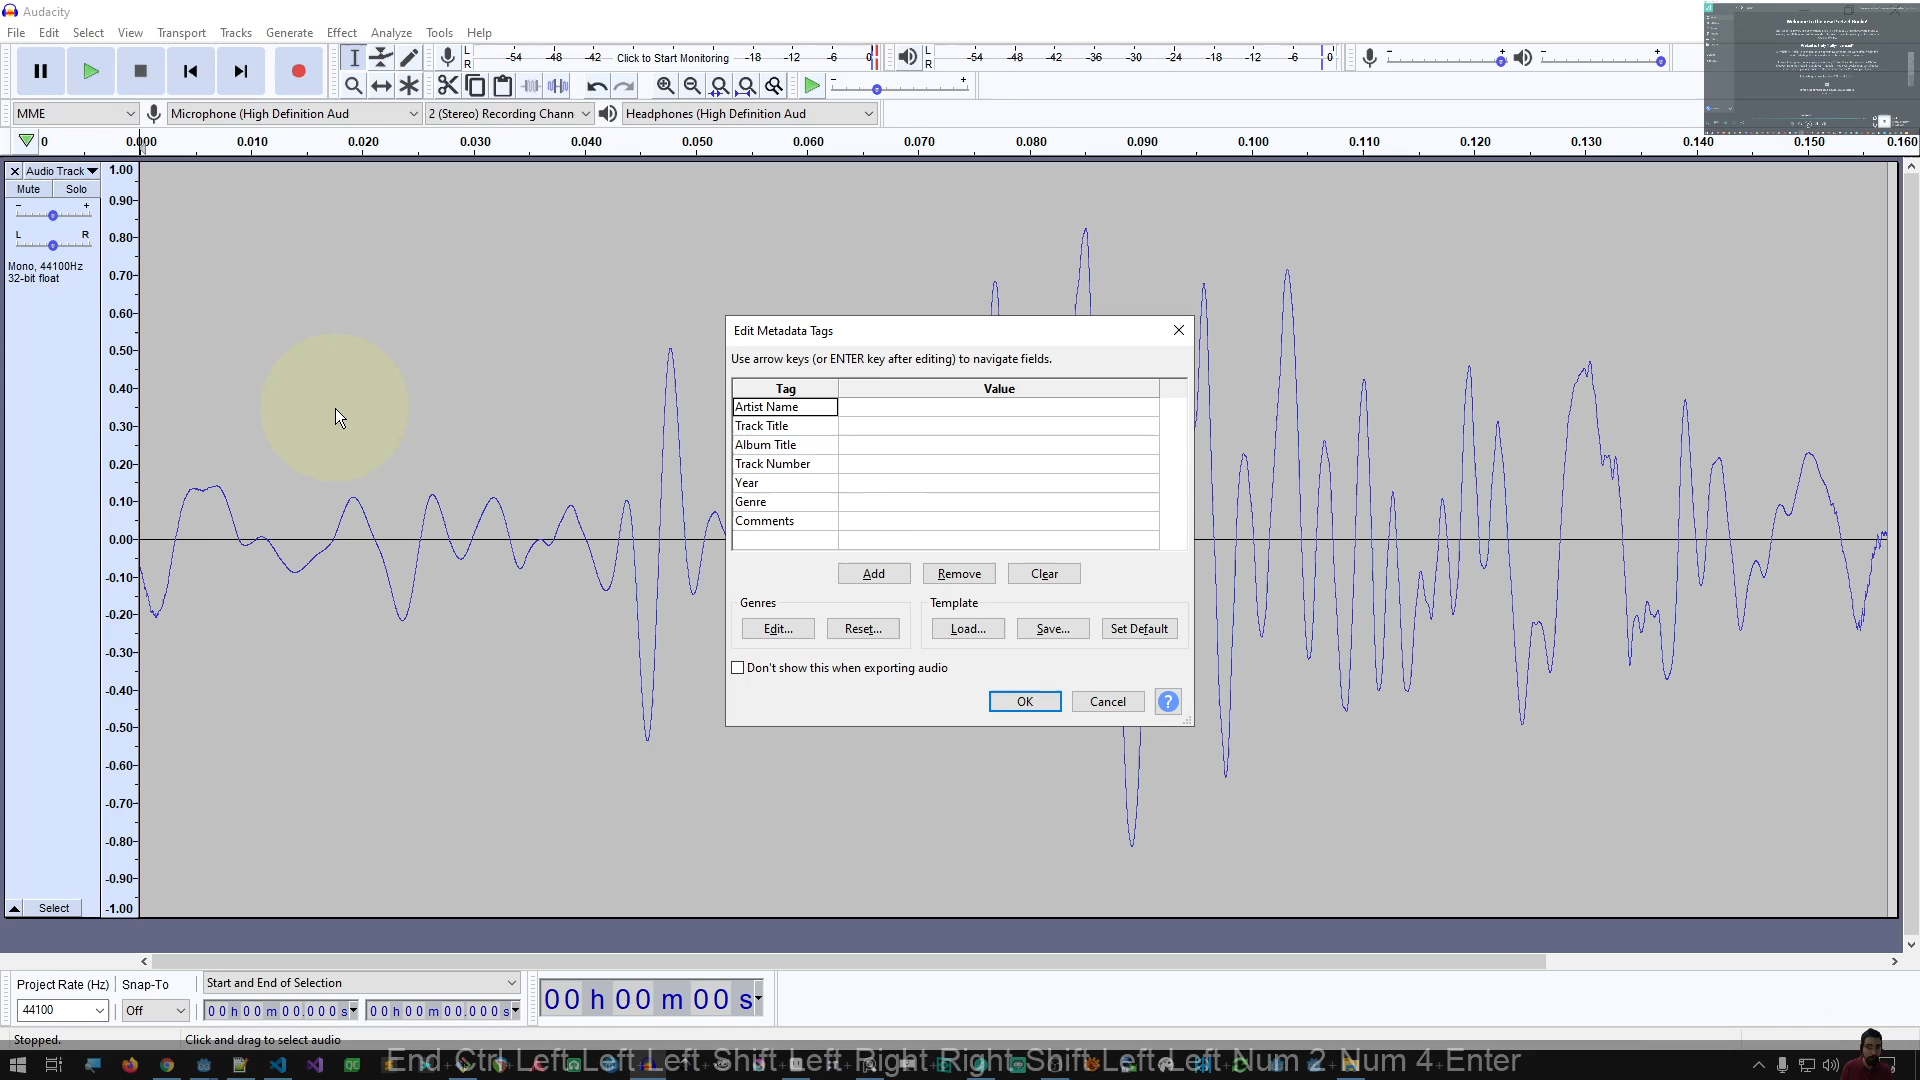 Audacity
File Edit Select View Transport Tracks Generate Effect Analyze Tools Help
L
R
-54 -48 -42 Click to Start Monitoring -18 -12 -6 0
L
R
-54 -48 -42 -36 -30 -24 -18 -12 -6 0
- +
- +
- +
MME
Microphone (High Definition Aud
2 (Stereo) Recording Chann
Headphones (High Definition Aud
0 0.000 0.010 0.020 0.030 0.040 0.050 0.060 0.070 0.080 0.090 0.100 0.110 0.120 0.130 0.140 0.150 0.160
Audio Track
Mute Solo
- +
L R
Mono, 44100Hz
32-bit float
Select
1.00
0.90
0.80
0.70
0.60
0.50
0.40
0.30
0.20
0.10
0.00
-0.10
-0.20
-0.30
-0.40
-0.50
-0.60
-0.70
-0.80
-0.90
-1.00
Edit Metadata Tags
Use arrow keys (or ENTER key after editing) to navigate fields.
Tag Value
Artist Name
Track Title
Album Title
Track Number
Year
Genre
Comments
Add Remove Clear
Genres Template
Edit... Reset... Load... Save... Set Default
Don't show this when exporting audio
OK Cancel ?
Project Rate (Hz) Snap-To Start and End of Selection
44100 Off 00 h 00 m 00.000 s 00 h 00 m 00.000 s
00 h 00 m 00 s
Stopped. Click and drag to select audio
End Ctrl+Left Left Left Shift+Left Right Right Shift+Left Left Num 2 Num 4 Enter